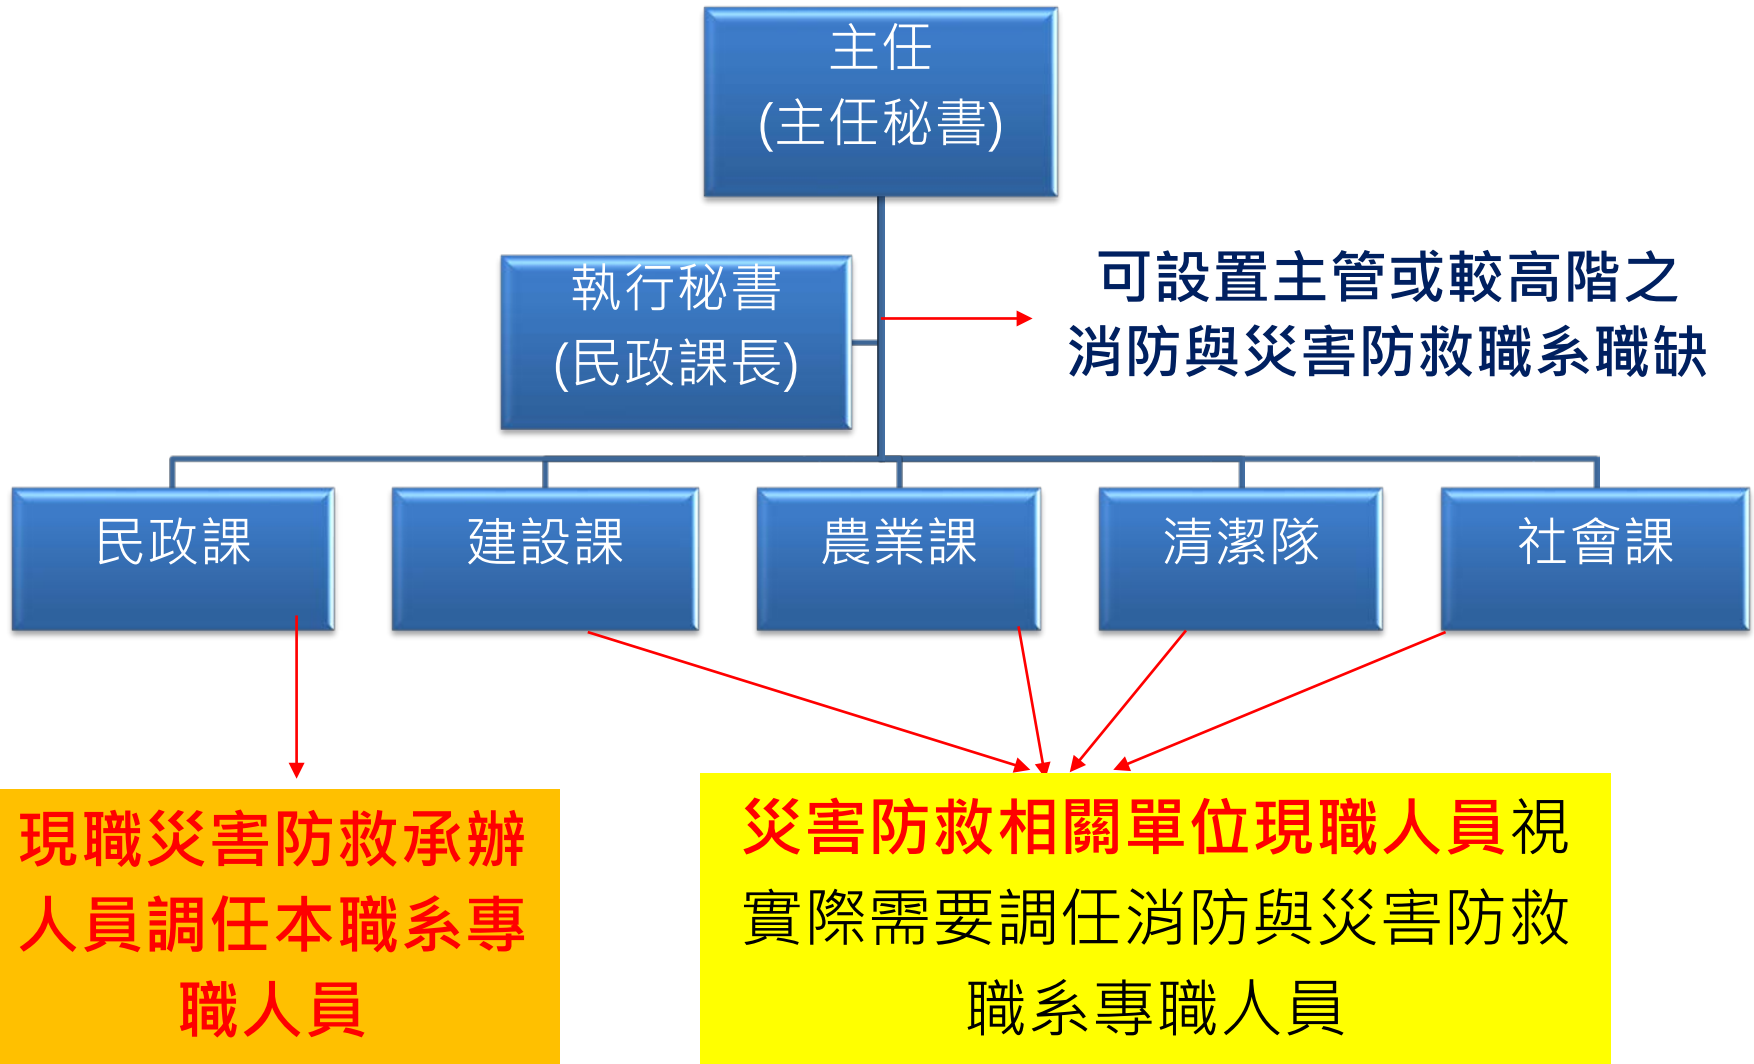 主任
(主任秘書)
執行秘書
(民政課長)
可設置主管或較高階之
消防與災害防救職系職缺
民政課
建設課
農業課
清潔隊
社會課
現職災害防救承辦
人員調任本職系專
職人員
災害防救相關單位現職人員視
實際需要調任消防與災害防救
職系專職人員